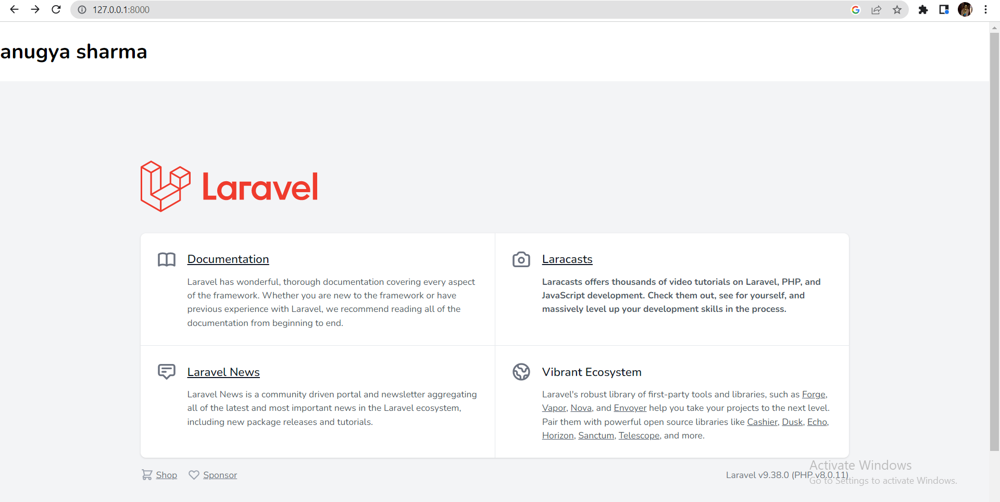 127.0.0.1:8000
anugya sharma
Laravel
Documentation
Laravel has wonderful, thorough documentation covering every aspect
of the framework. Whether you are new to the framework or have
previous experience with Laravel, we recommend reading all of the
documentation from beginning to end.
Laracasts
Laracasts offers thousands of video tutorials on Laravel, PHP, and
JavaScript development. Check them out, see for yourself, and
massively level up your development skills in the process.
Laravel News
Laravel News is a community driven portal and newsletter aggregating
all of the latest and most important news in the Laravel ecosystem,
including new package releases and tutorials.
Vibrant Ecosystem
Laravel's robust library of first-party tools and libraries, such as Forge,
Vapor, Nova, and Envoyer help you take your projects to the next level.
Pair them with powerful open source libraries like Cashier, Dusk, Echo,
Horizon, Sanctum, Telescope, and more.
Shop
Sponsor
Laravel v9.38.0 (PHP v8.0.11)
Activate Windows
Go to Settings to activate Windows.